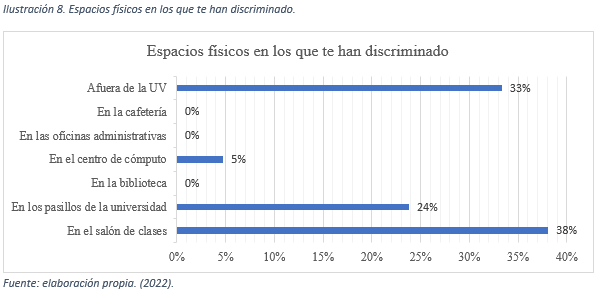 Ilustración 8. Espacios físicos en los que te han discriminado.
Espacios físicos en los que te han discriminado
Afuera de la UV 33%
En la cafetería 0%
En las oficinas administrativas 0%
En el centro de cómputo 5%
En la biblioteca 0%
En los pasillos de la universidad 24%
En el salón de clases 38%
0% 5% 10% 15% 20% 25% 30% 35% 40%
Fuente: elaboración propia. (2022).